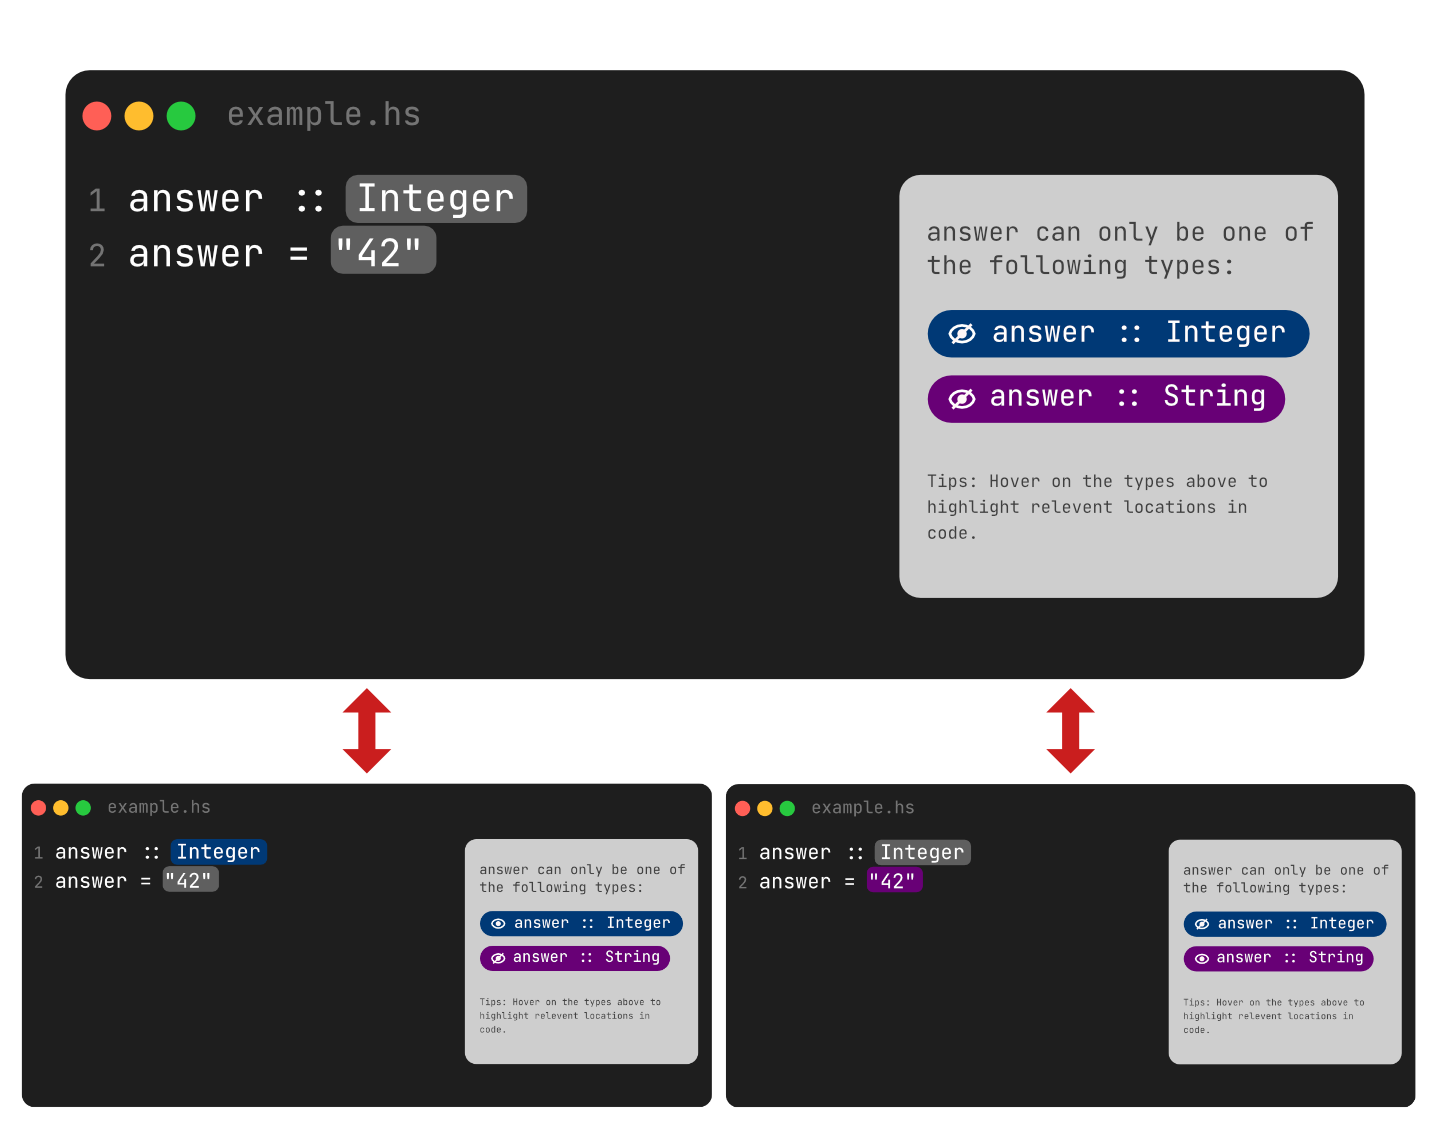 example.hs
1 answer :: Integer
2 answer = "42"
answer can only be one of
the following types:
answer :: Integer
answer :: String
Tips: Hover on the types above to
highlight relevent locations in
code.
example.hs
1 answer :: Integer
2 answer = "42"
answer can only be one of
the following types:
answer :: Integer
answer :: String
Tips: Hover on the types above to
highlight relevent locations in
code.
example.hs
1 answer :: Integer
2 answer = "42"
answer can only be one of
the following types:
answer :: Integer
answer :: String
Tips: Hover on the types above to
highlight relevent locations in
code.